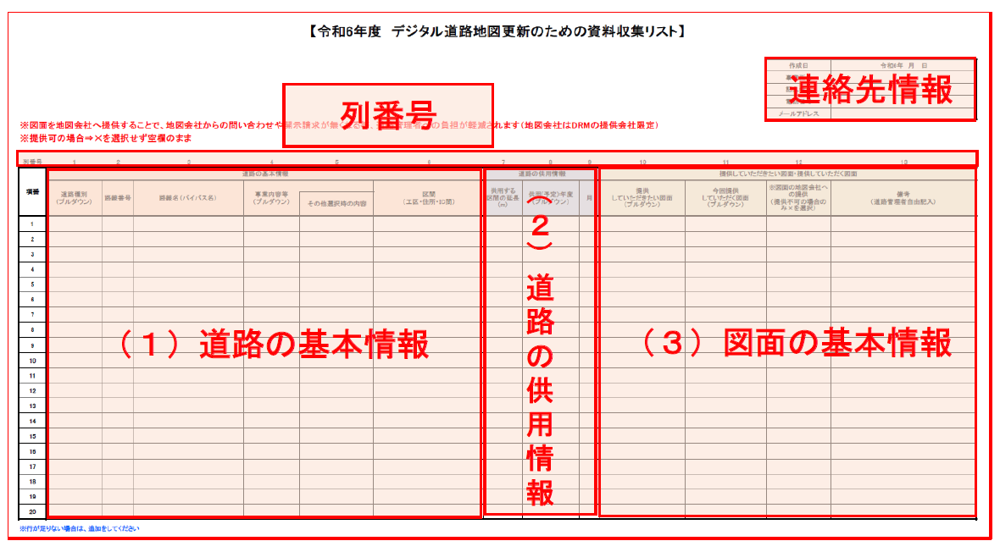 【令和6年度 デジタル道路地図更新のための資料収集リスト】
作成日 令和6年 月 日
連絡先情報
メールアドレス
列番号
※図面を地図会社へ提供することで、地図会社からの問い合わせや開示請求が無くなるため、道路管理者の負担が軽減されます(地図会社はDRMの提供会社限定)
※提供可の場合⇒×を選択せず空欄のまま
列番号 1 2 3 4 5 6 7 8 9 10 11 12 13
項番
道路の基本情報
道路の供用情報
提供していただきたい図面・提供していただく図面
道路種別
(プルダウン)
路線番号
路線名(バイパス名)
事業内容等
(プルダウン)
その他選択時の内容
区間
(工区・住所・IC間)
供用する
区間の延長
(m)
供用(予定)年度
(プルダウン)
月
提供
していただきたい図面
(プルダウン)
今回提供
していただく図面
(プルダウン)
※図面の地図会社へ
の提供
(提供不可の場合の
み×を選択)
備考
(道路管理者自由記入)
1
2
3
4
5
6
7
8
9
10
11
12
13
14
15
16
17
18
19
20
(1)道路の基本情報
(2)道路の供用情報
(3)図面の基本情報
※行が足りない場合は、追加をしてください